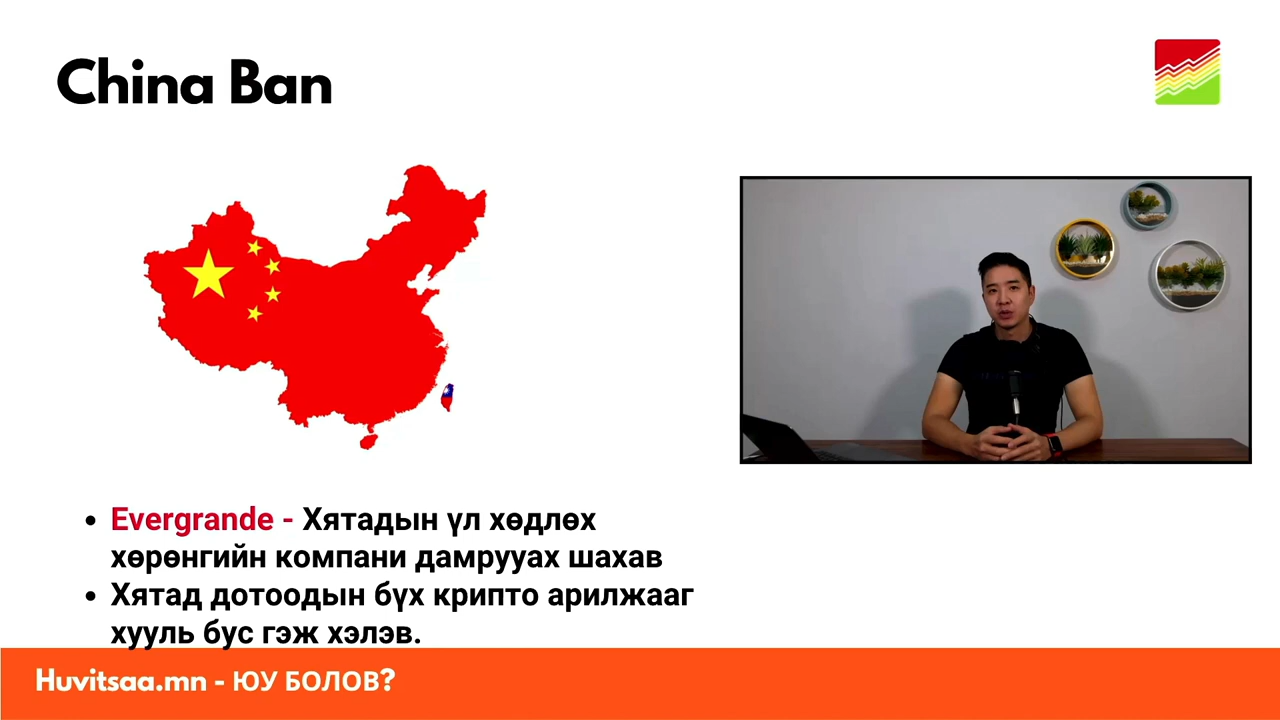 China Ban
Evergrande - Хятадын үл хөдлөх
хөрөнгийн компани дамрууах шахав
Хятад дотоодын бүх крипто арилжааг
хууль бус гэж хэлэв.
Huvitsaa.mn - ЮУ БОЛОВ?